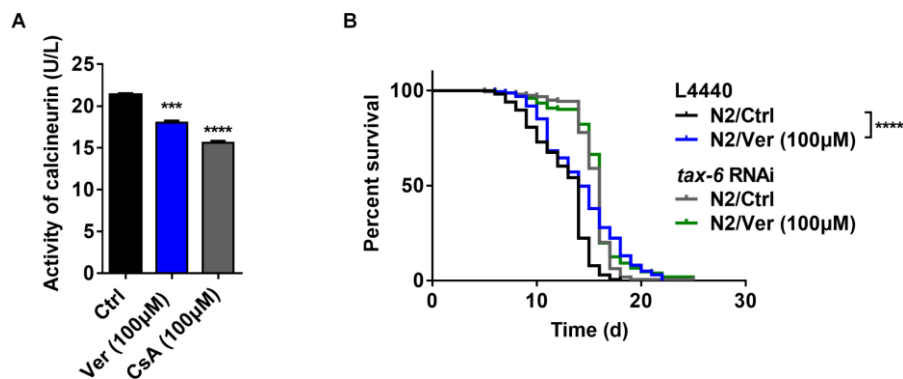 A
B
Activity of calcineurin (U/L)
25
20
15
10
5
0
***
****
Ctrl
Ver (100μM)
CsA (100μM)
Percent survival
100
50
0
0
10
20
30
Time (d)
L4440
N2/Ctrl
N2/Ver (100μM)
****
tax-6 RNAi
N2/Ctrl
N2/Ver (100μM)